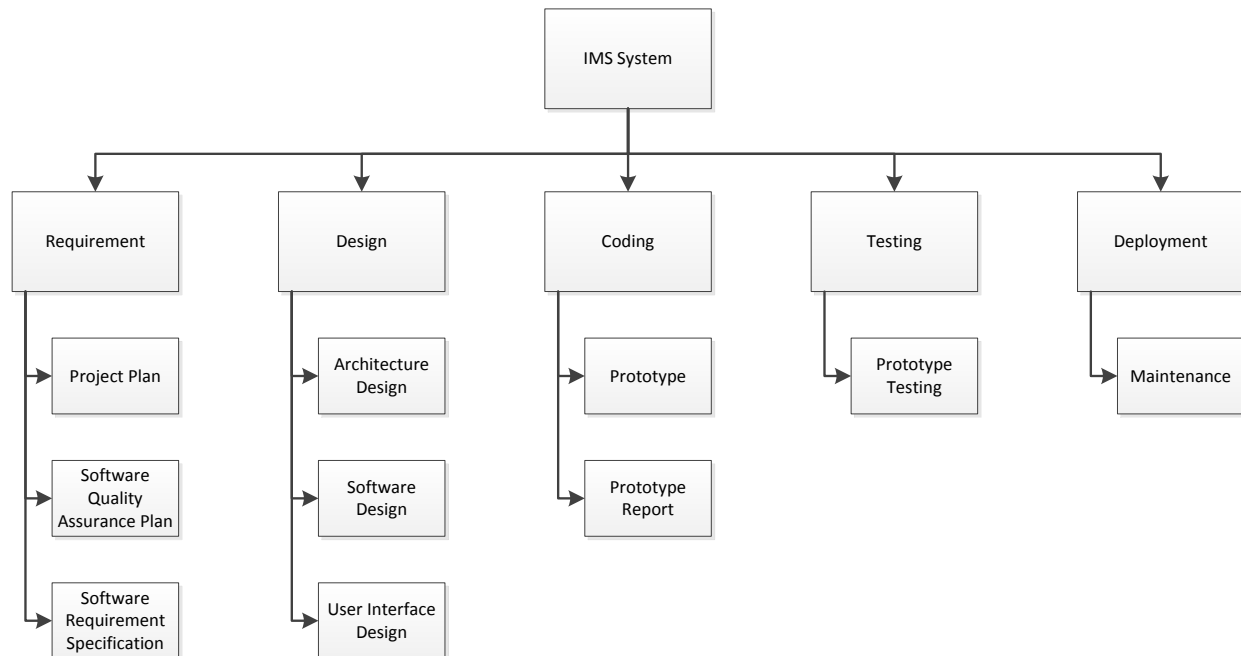 IMS System
Requirement
Design
Coding
Testing
Deployment
Project Plan
Architecture
Design
Prototype
Prototype
Testing
Maintenance
Software
Quality
Assurance Plan
Software
Design
Prototype
Report
Software
Requirement
Specification
User Interface
Design